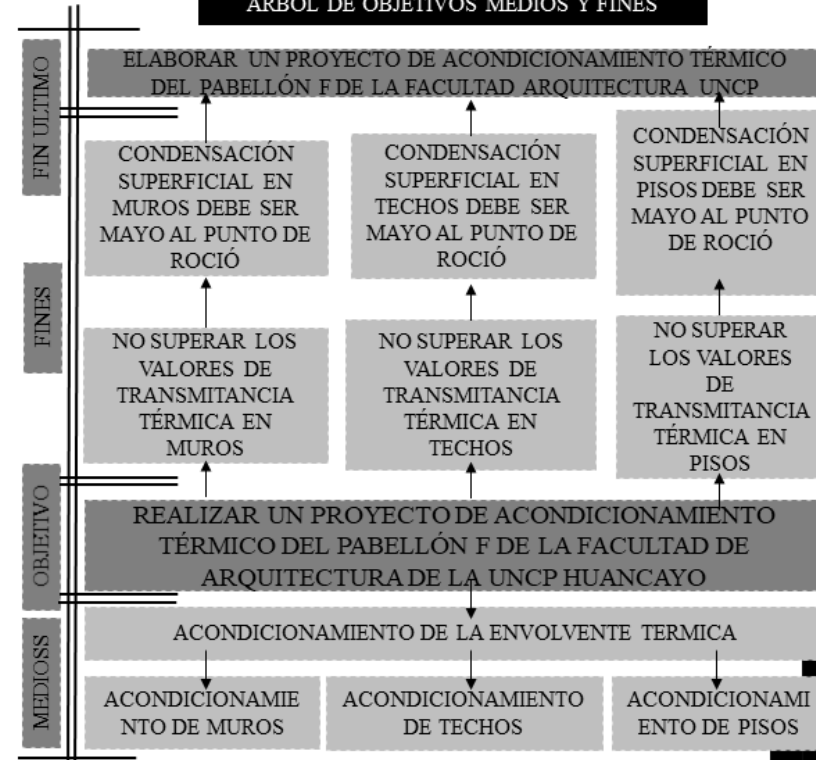 ÁRBOL DE OBJETIVOS MEDIOS Y FINES
FIN ULTIMO
ELABORAR UN PROYECTO DE ACONDICIONAMIENTO TÉRMICO
DEL PABELLÓN F DE LA FACULTAD ARQUITECTURA UNCP
CONDENSACIÓN
SUPERFICIAL EN
MUROS DEBE SER
MAYO AL PUNTO DE
ROCIÓ
CONDENSACIÓN
SUPERFICIAL EN
TECHOS DEBE SER
MAYO AL PUNTO DE
ROCIÓ
CONDENSACIÓN
SUPERFICIAL EN
PISOS DEBE SER
MAYO AL PUNTO
DE ROCIÓ
FINES
NO SUPERAR LOS
VALORES DE
TRANSMITANCIA
TÉRMICA EN
MUROS
NO SUPERAR LOS
VALORES DE
TRANSMITANCIA
TÉRMICA EN
TECHOS
NO SUPERAR
LOS VALORES
DE
TRANSMITANCIA
TÉRMICA EN
PISOS
OBJETIVO
REALIZAR UN PROYECTO DE ACONDICIONAMIENTO
TÉRMICO DEL PABELLÓN F DE LA FACULTAD DE
ARQUITECTURA DE LA UNCP HUANCAYO
MEDIOSS
ACONDICIONAMIENTO DE LA ENVOLVENTE TERMICA
ACONDICIONAMIE
NTO DE MUROS
ACONDICIONAMIENTO
DE TECHOS
ACONDICIONAMI
ENTO DE PISOS